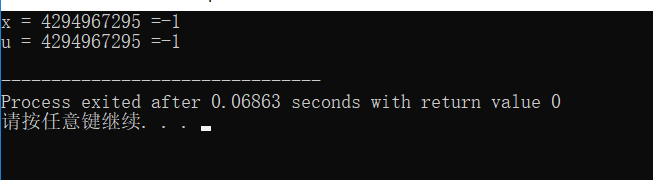 x = 4294967295 =-1
u = 4294967295 =-1
--------------------------------
Process exited after 0.06863 seconds with return value 0
请按任意键继续. . .